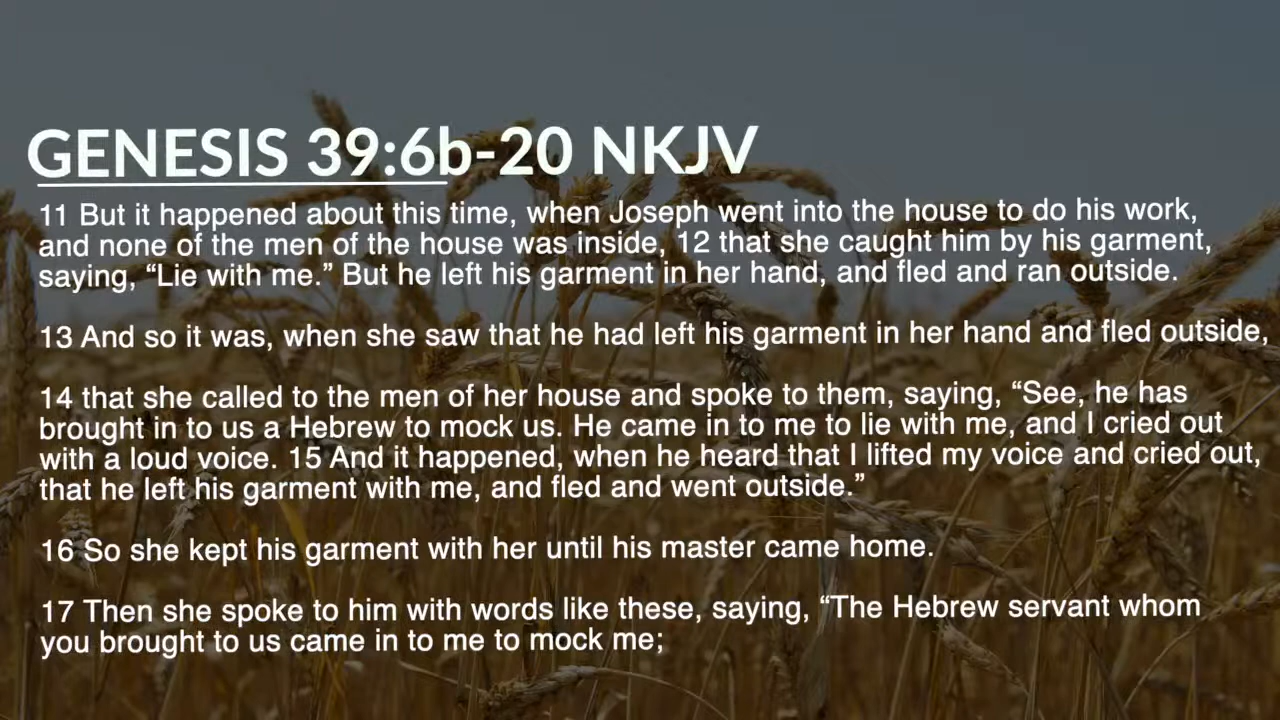 GENESIS 39:6b-20 NKJV
11 But it happened about this time, when Joseph went into the house to do his work,
and none of the men of the house was inside, 12 that she caught him by his garment,
saying, “Lie with me.” But he left his garment in her hand, and fled and ran outside.
13 And so it was, when she saw that he had left his garment in her hand and fled outside,
14 that she called to the men of her house and spoke to them, saying, “See, he has
brought in to us a Hebrew to mock us. He came in to me to lie with me, and I cried out
with a loud voice. 15 And it happened, when he heard that I lifted my voice and cried out,
that he left his garment with me, and fled and went outside.”
16 So she kept his garment with her until his master came home.
17 Then she spoke to him with words like these, saying, “The Hebrew servant whom
you brought to us came in to me to mock me;